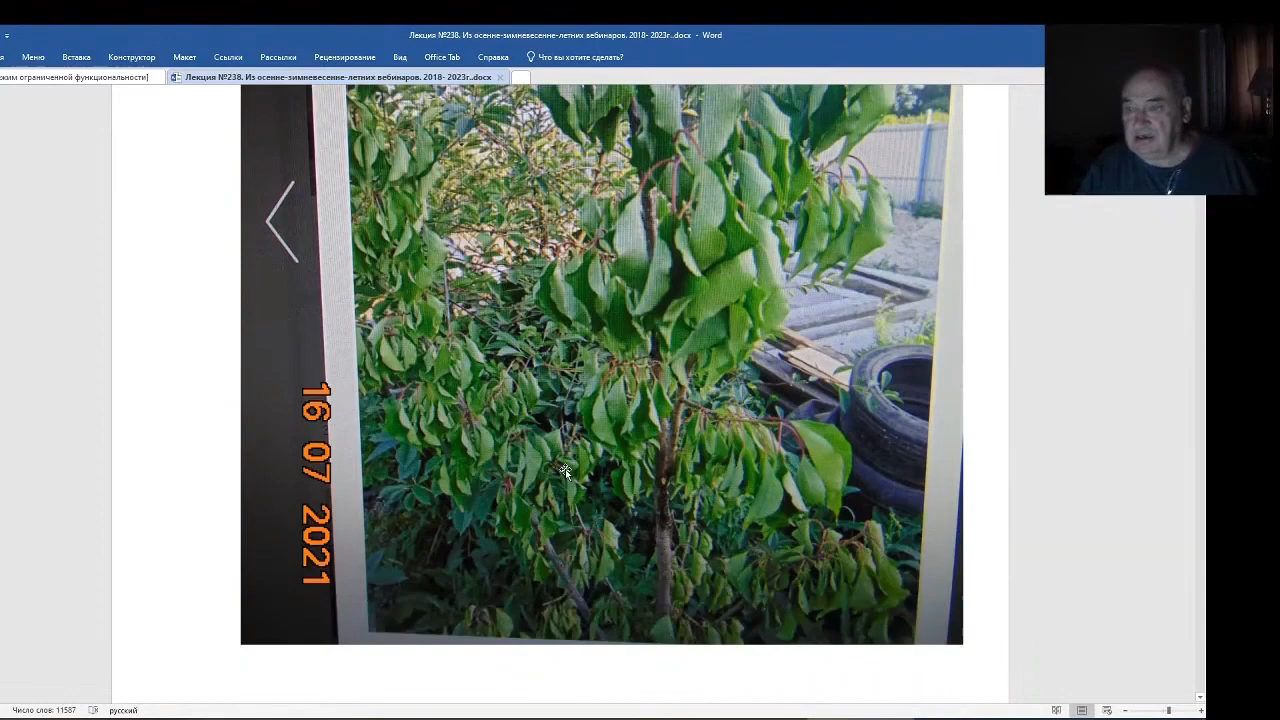 Лекция №238. Из осенне-зимневесенне-летних вебинаров. 2018- 2023г..docx - Word
я Меню Вставка Конструктор Макет Ссылки Рассылки Рецензирование Вид Office Tab Справка Что вы хотите сделать?
жим ограниченной функциональности] Лекция №238. Из осенне-зимневесенне-летних вебинаров. 2018- 2023г..docx
16 07 2021
Число слов: 11587 русский